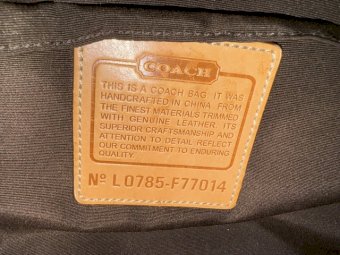 COACH
THIS IS A COACH BAG. IT WAS
HANDCRAFTED IN CHINA FROM
THE FINEST MATERIALS TRIMMED
WITH GENUINE LEATHER. ITS
SUPERIOR CRAFTSMANSHIP AND
ATTENTION TO DETAIL REFLECT
OUR COMMITMENT TO ENDURING
QUALITY.
Nº L0785-F77014